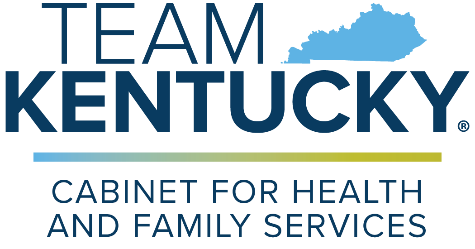 TEAM
KENTUCKY®
CABINET FOR HEALTH
AND FAMILY SERVICES